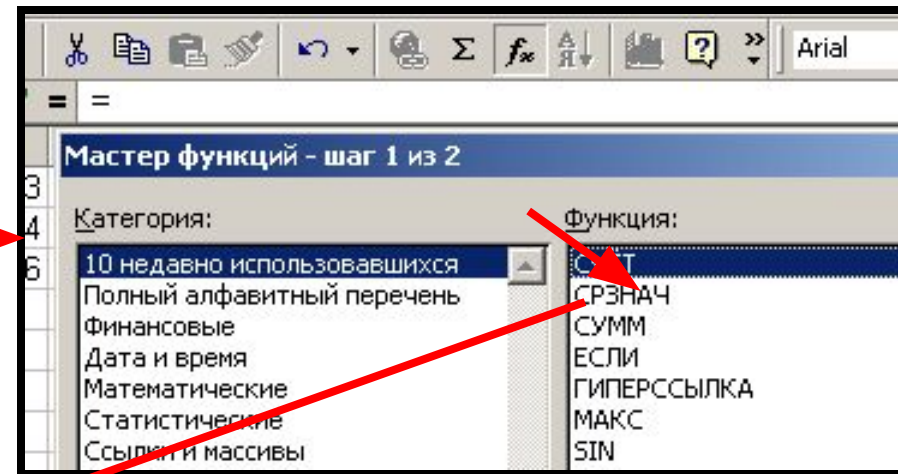 Σ fx А Я Arial
= =
Мастер функций - шаг 1 из 2
3
4
6
Категория:
10 недавно использовавшихся
Полный алфавитный перечень
Финансовые
Дата и время
Математические
Статистические
Ссылки и массивы
Функция:
СРЗНАЧ
СУММ
ЕСЛИ
ГИПЕРССЫЛКА
МАКС
SIN